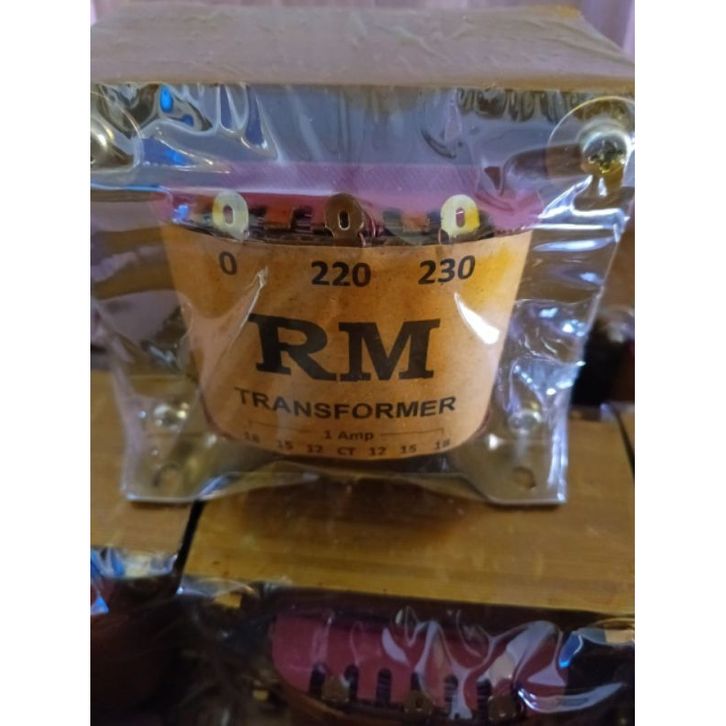 0 220 230
RM
TRANSFORMER
1 Amp
18 15 12 CT 12 15 18